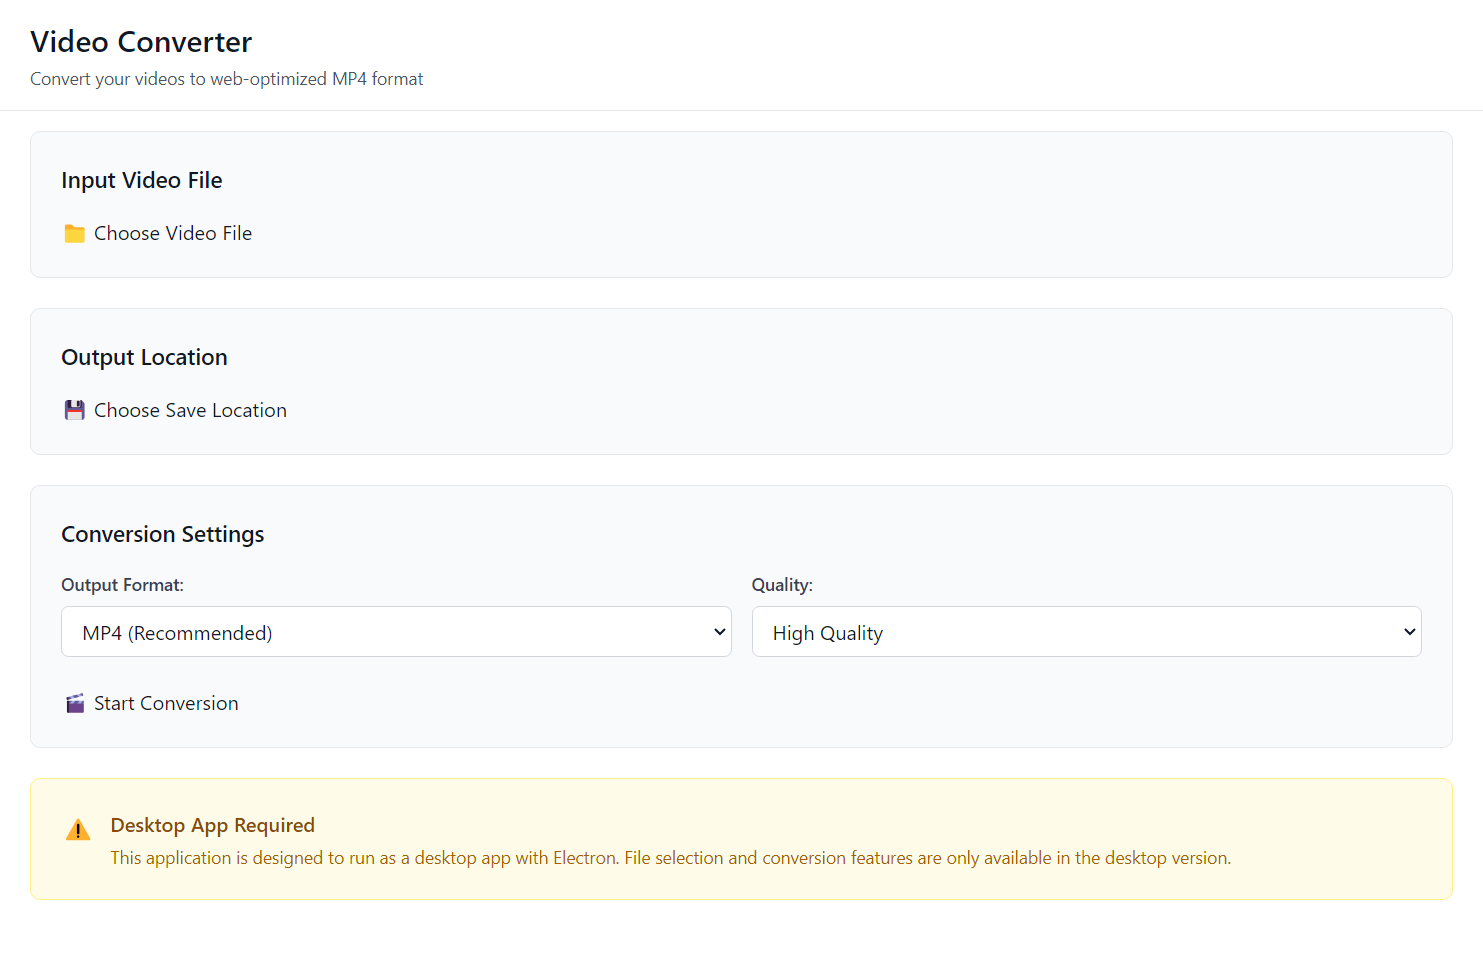 Video Converter
Convert your videos to web-optimized MP4 format
Input Video File
Choose Video File
Output Location
Choose Save Location
Conversion Settings
Output Format:
Quality:
MP4 (Recommended)
High Quality
Start Conversion
Desktop App Required
This application is designed to run as a desktop app with Electron. File selection and conversion features are only available in the desktop version.